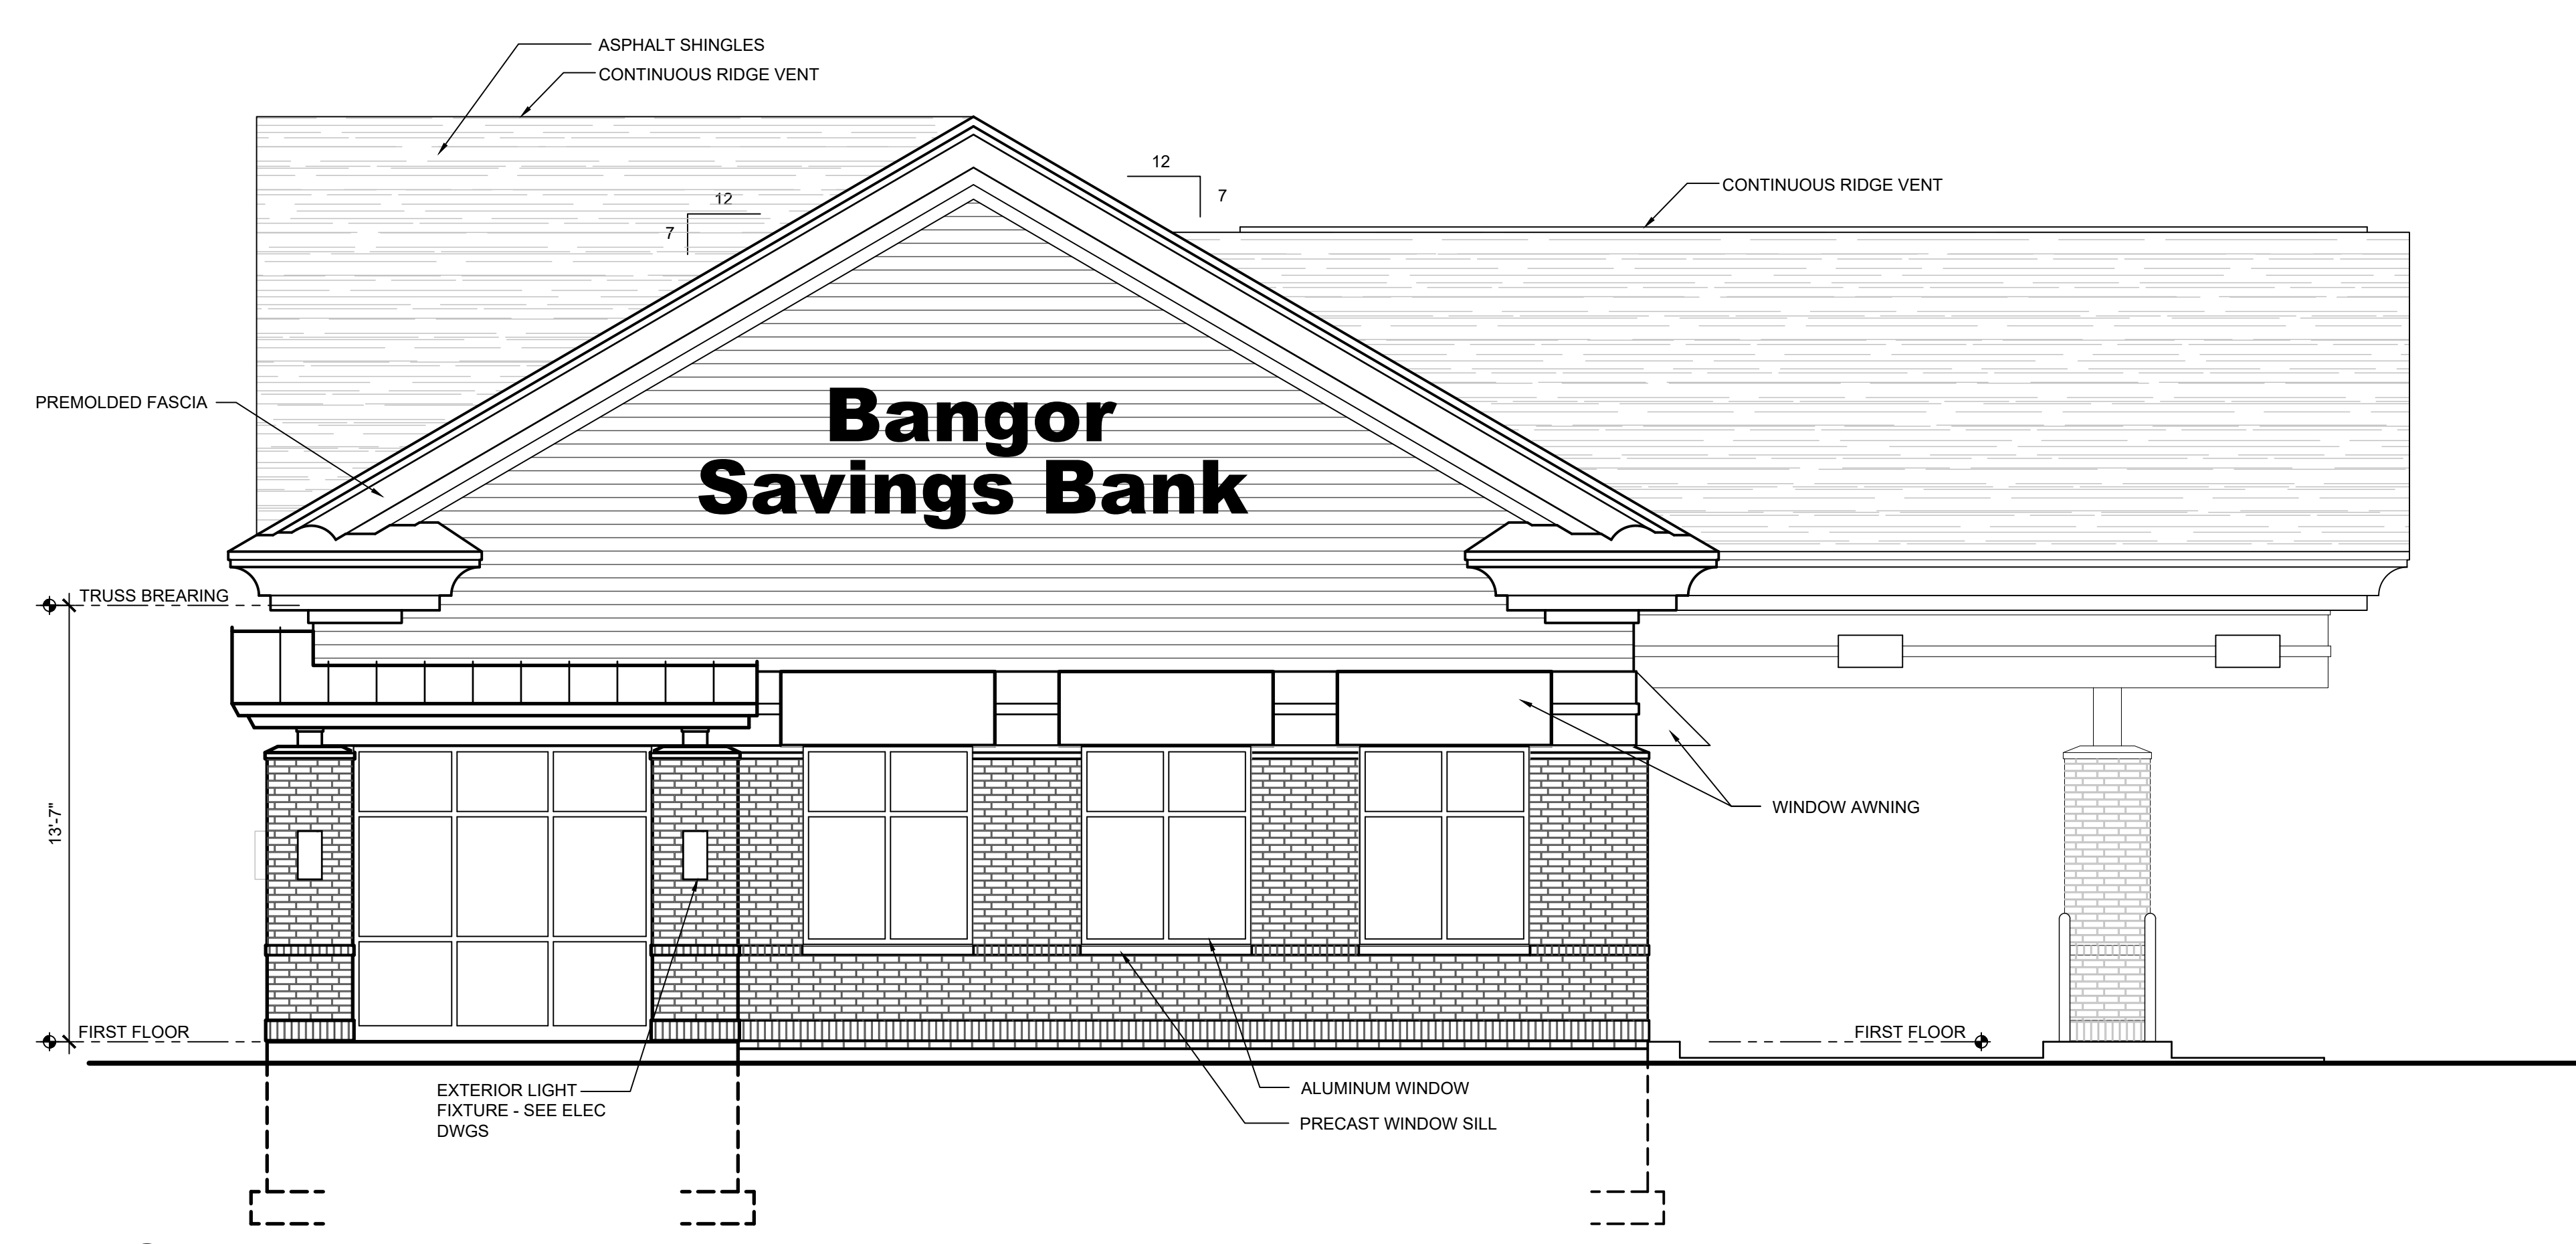 ASPHALT SHINGLES
CONTINUOUS RIDGE VENT
12
7
CONTINUOUS RIDGE VENT
12
7
PREMOLDED FASCIA
Bangor
Savings Bank
TRUSS BREARING
13'-7"
WINDOW AWNING
FIRST FLOOR
FIRST FLOOR
EXTERIOR LIGHT
FIXTURE - SEE ELEC
DWGS
ALUMINUM WINDOW
PRECAST WINDOW SILL